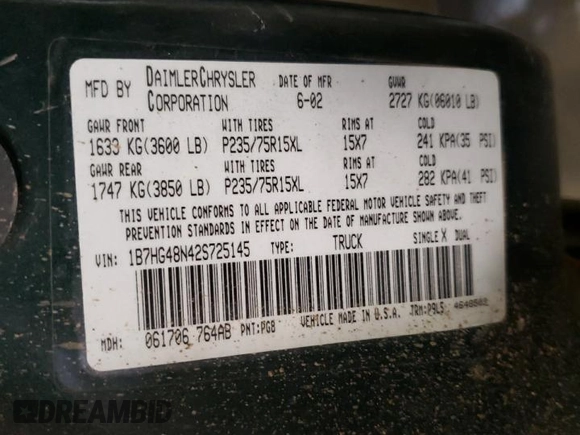 MFD BY DAIMLERCHRYSLER CORPORATION DATE OF MFR 6-02 GVWR 2727 KG(06010 LB)
GAWR FRONT WITH TIRES RIMS AT COLD
1633 KG(3600 LB) P235/75R15XL 15X7 241 KPA(35 PSI)
GAWR REAR WITH TIRES RIMS AT COLD
1747 KG(3850 LB) P235/75R15XL 15X7 282 KPA(41 PSI)
THIS VEHICLE CONFORMS TO ALL APPLICABLE FEDERAL MOTOR VEHICLE SAFETY AND THEFT
PREVENTION STANDARDS IN EFFECT ON THE DATE OF MANUFACTURE SHOWN ABOVE.
VIN: 1B7HG48N42S725145 TYPE: TRUCK SINGLE X DUAL
MDH: 061706 764AB PNT:PG8 VEHICLE MADE IN U.S.A. TRM:P9L5
DREAMBID